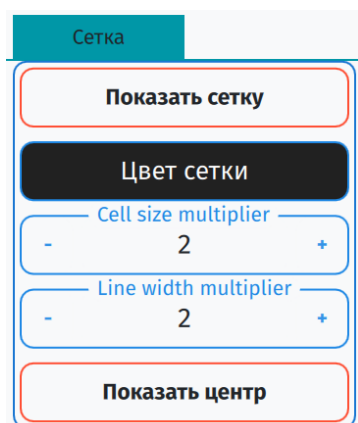 Сетка
Показать сетку
Цвет сетки
Cell size multiplier
- 2 +
Line width multiplier
- 2 +
Показать центр